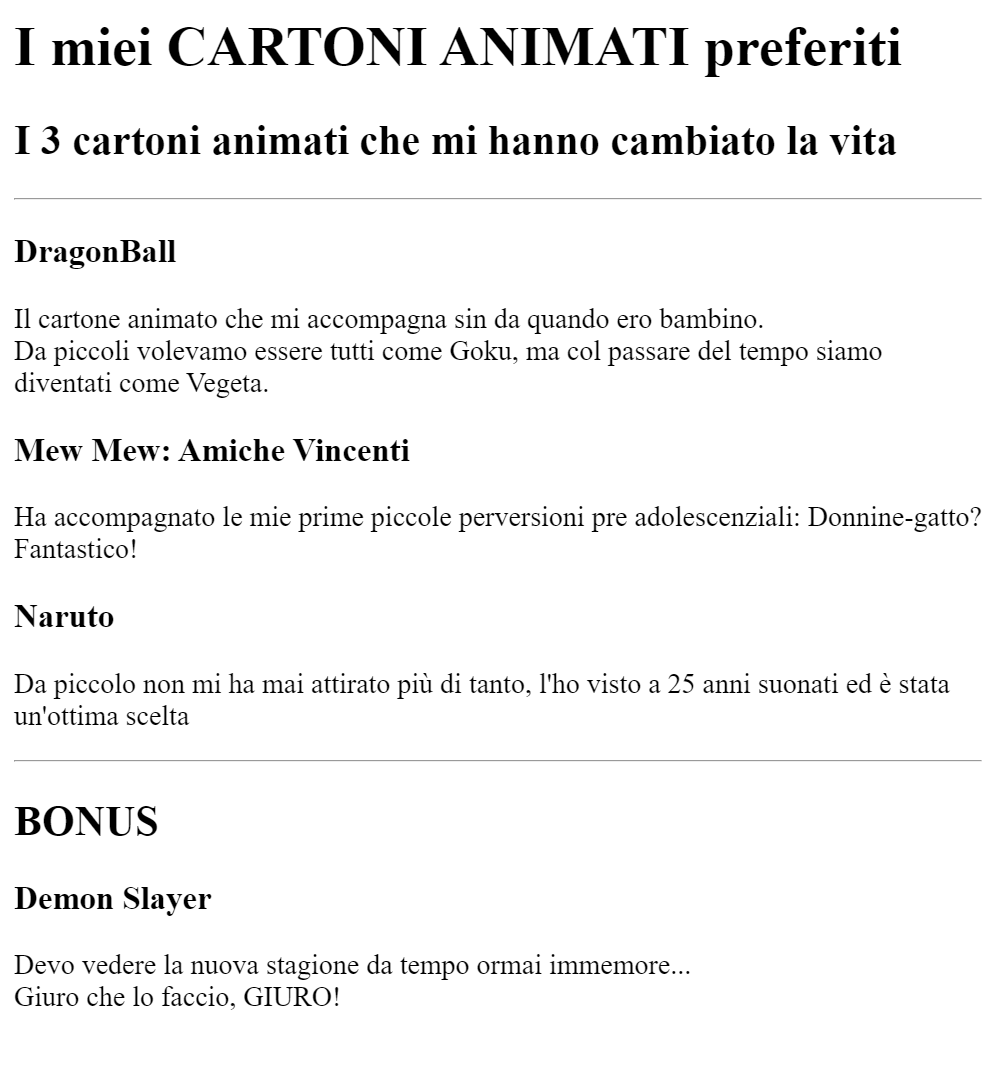 I miei CARTONI ANIMATI preferiti
I 3 cartoni animati che mi hanno cambiato la vita
DragonBall
Il cartone animato che mi accompagna sin da quando ero bambino.
Da piccoli volevamo essere tutti come Goku, ma col passare del tempo siamo
diventati come Vegeta.
Mew Mew: Amiche Vincenti
Ha accompagnato le mie prime piccole perversioni pre adolescenziali: Donnine-gatto?
Fantastico!
Naruto
Da piccolo non mi ha mai attirato più di tanto, l'ho visto a 25 anni suonati ed è stata
un'ottima scelta
BONUS
Demon Slayer
Devo vedere la nuova stagione da tempo ormai immemore...
Giuro che lo faccio, GIURO!